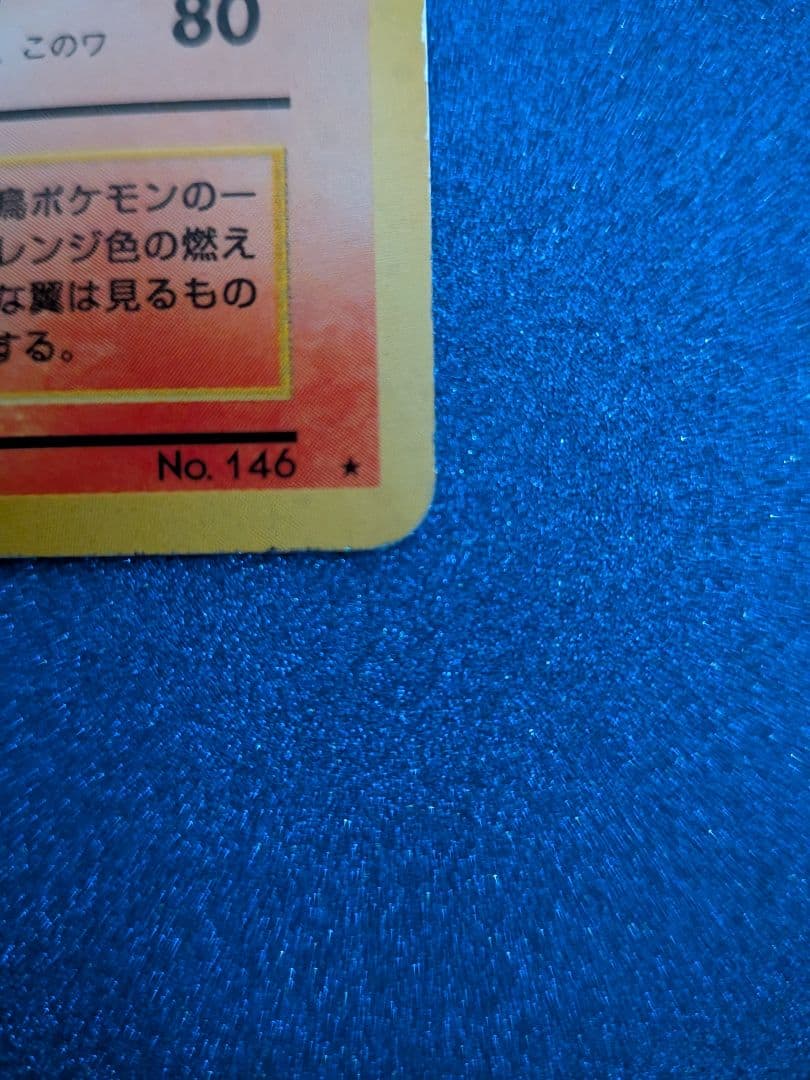 このワ 80
鳥ポケモンの一
レンジ色の燃え
な翼は見るもの
する。
No. 146 ★